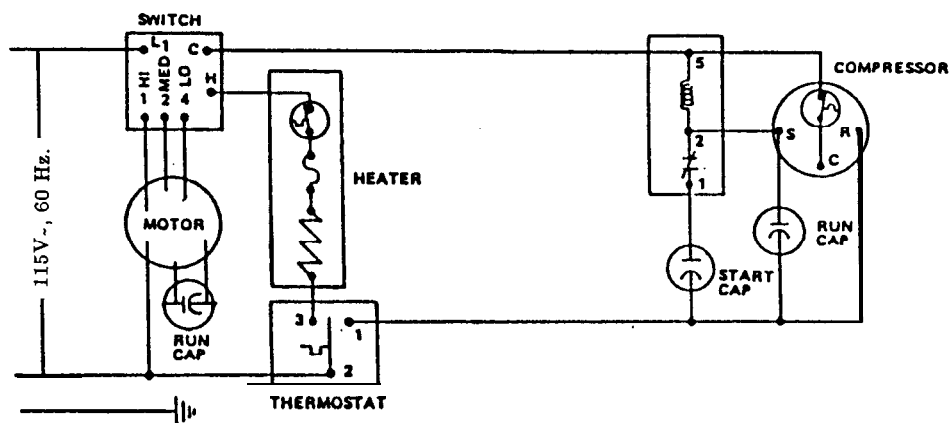 SWITCH
L1 C
HI MED LO H
1 2 4
5
COMPRESSOR
115V~, 60 Hz.
2 S R
C
1
HEATER
MOTOR
RUN CAP
START CAP
RUN CAP
3 1
2
THERMOSTAT